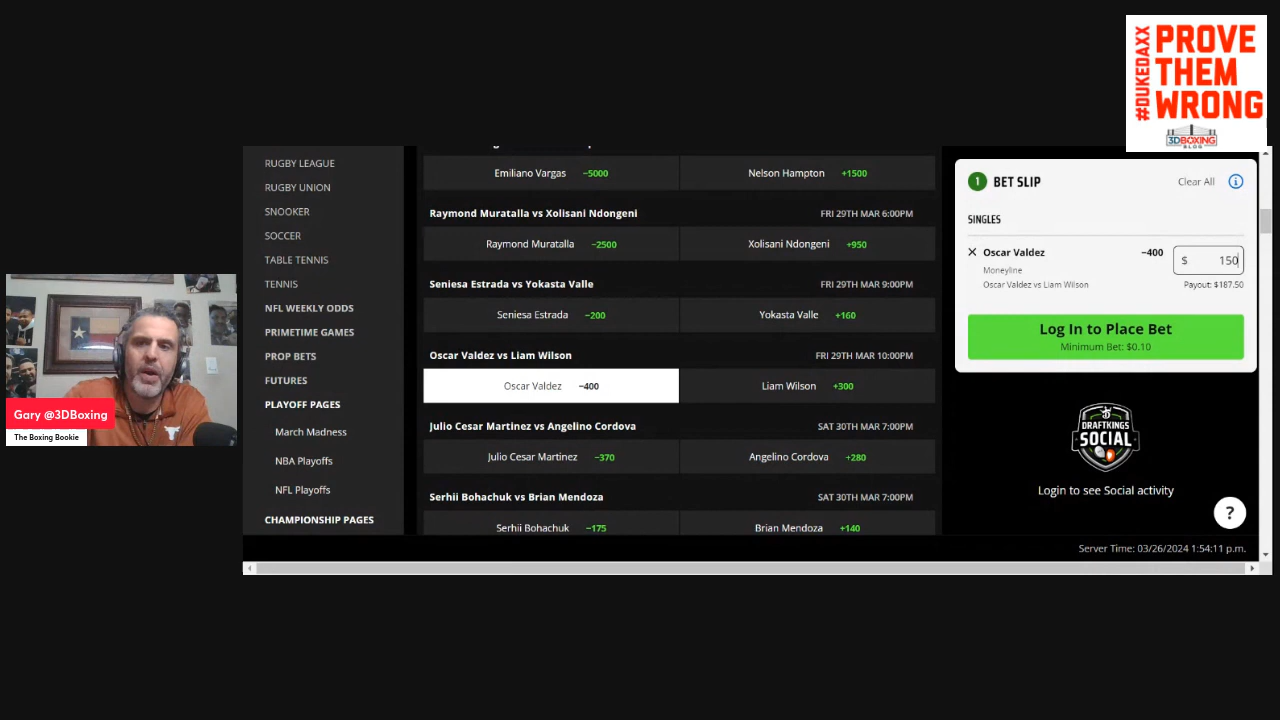 #DUKEDAXX
PROVE
THEM
WRONG
3DBOXING
BLOG
RUGBY LEAGUE
RUGBY UNION
SNOOKER
SOCCER
TABLE TENNIS
TENNIS
NFL WEEKLY ODDS
PRIMETIME GAMES
PROP BETS
FUTURES
PLAYOFF PAGES
March Madness
NBA Playoffs
NFL Playoffs
CHAMPIONSHIP PAGES
Emiliano Vargas −5000 Nelson Hampton +1500
Raymond Muratalla vs Xolisani Ndongeni FRI 29TH MAR 6:00PM
Raymond Muratalla −2500 Xolisani Ndongeni +950
Seniesa Estrada vs Yokasta Valle FRI 29TH MAR 9:00PM
Seniesa Estrada −200 Yokasta Valle +160
Oscar Valdez vs Liam Wilson FRI 29TH MAR 10:00PM
Oscar Valdez −400 Liam Wilson +300
Julio Cesar Martinez vs Angelino Cordova SAT 30TH MAR 7:00PM
Julio Cesar Martinez −370 Angelino Cordova +280
Serhii Bohachuk vs Brian Mendoza SAT 30TH MAR 7:00PM
Serhii Bohachuk −175 Brian Mendoza +140
1 BET SLIP Clear All
SINGLES
Oscar Valdez −400 $ 150
Moneyline
Oscar Valdez vs Liam Wilson Payout: $187.50
Log In to Place Bet
Minimum Bet: $0.10
DRAFTKINGS
SOCIAL
Login to see Social activity
?
Server Time: 03/26/2024 1:54:11 p.m.
Gary @3DBoxing
The Boxing Bookie